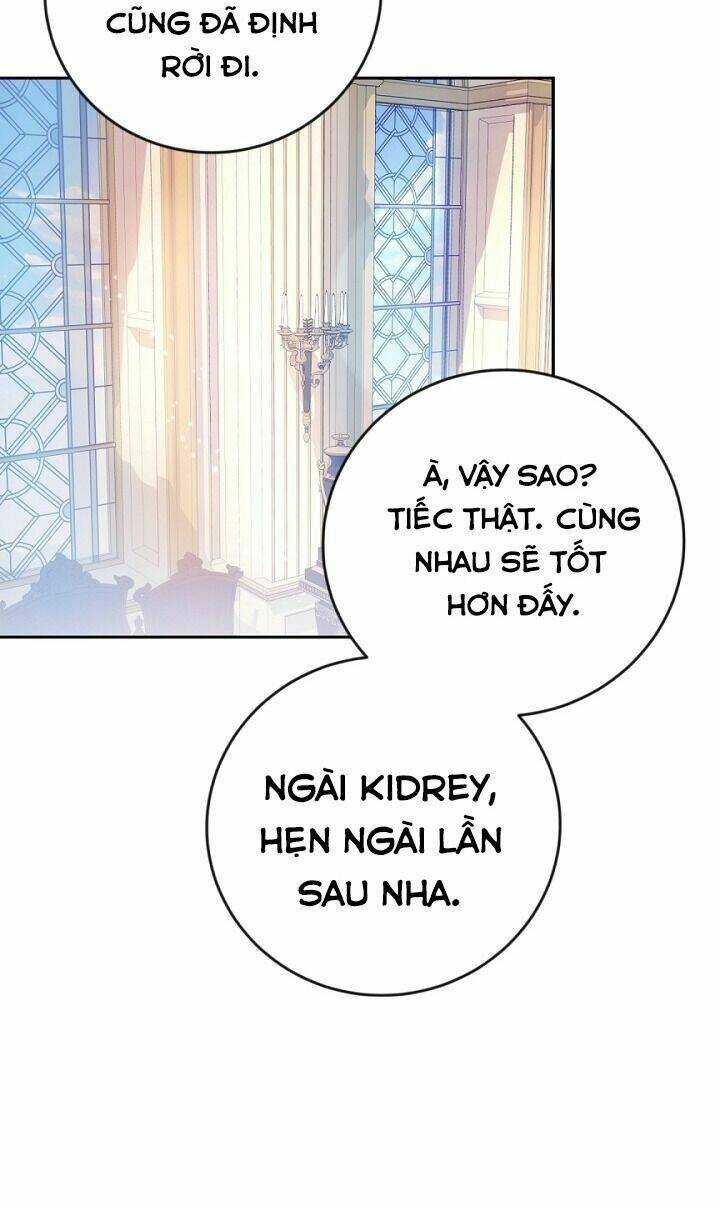 CŨNG ĐÃ ĐỊNH
RỜI ĐI.
À, VẬY SAO?
TIẾC THẬT. CÙNG
NHAU SẼ TỐT
HƠN ĐẤY.
NGÀI KIDREY,
HẸN NGÀI LẦN
SAU NHA.